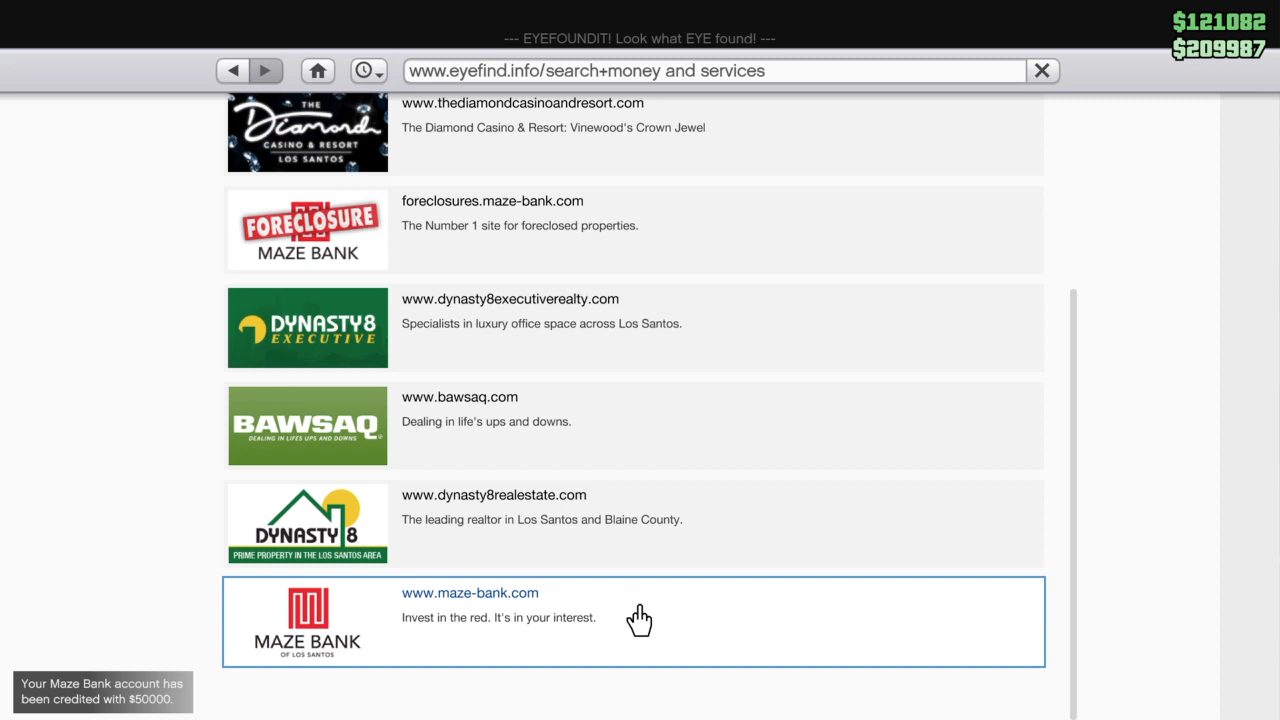 $121082
--- EYEFOUNDIT! Look what EYE found! ---
$209987
www.eyefind.info/search+money and services
THE
Diamond
CASINO & RESORT
LOS SANTOS
www.thediamondcasinoandresort.com
The Diamond Casino & Resort: Vinewood's Crown Jewel
FORECLOSURE
MAZE BANK
foreclosures.maze-bank.com
The Number 1 site for foreclosed properties.
DYNASTY8
EXECUTIVE
www.dynasty8executiverealty.com
Specialists in luxury office space across Los Santos.
BAWSAQ
DEALING IN LIFES UPS AND DOWNS
www.bawsaq.com
Dealing in life's ups and downs.
DYNASTY 8
PRIME PROPERTY IN THE LOS SANTOS AREA
www.dynasty8realestate.com
The leading realtor in Los Santos and Blaine County.
MAZE BANK
OF LOS SANTOS
www.maze-bank.com
Invest in the red. It's in your interest.
Your Maze Bank account has
been credited with $50000.